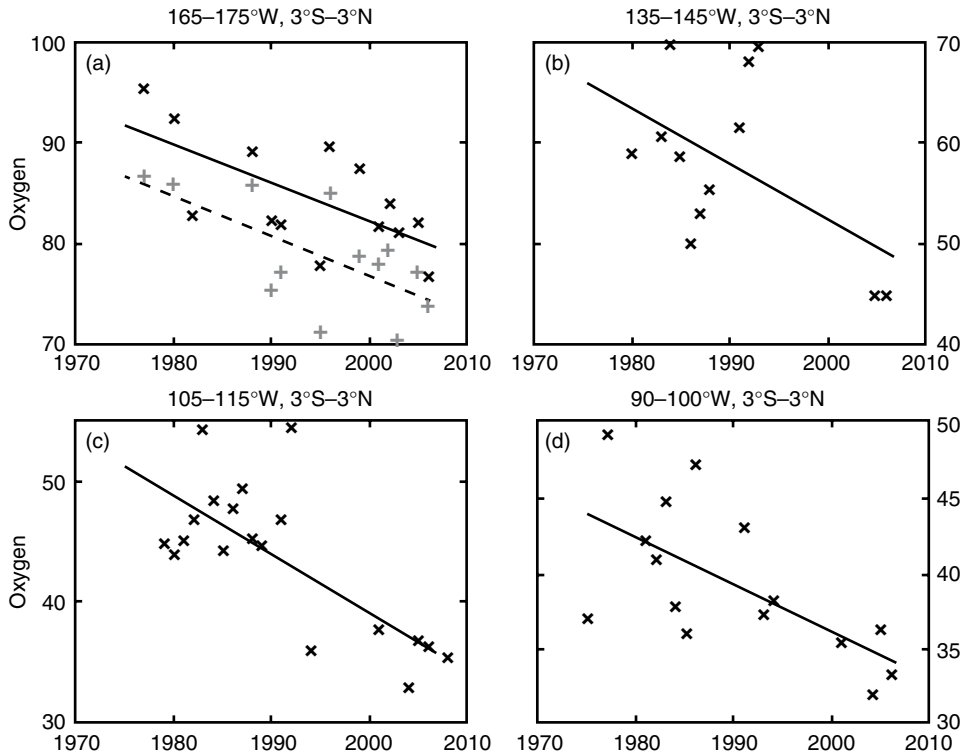 165–175°W, 3°S–3°N
135–145°W, 3°S–3°N
100
90
80
70
Oxygen
(a)
1970 1980 1990 2000 2010
(b)
70
60
50
40
1970 1980 1990 2000 2010
105–115°W, 3°S–3°N
90–100°W, 3°S–3°N
50
40
30
Oxygen
(c)
1970 1980 1990 2000 2010
(d)
50
45
40
35
30
1970 1980 1990 2000 2010